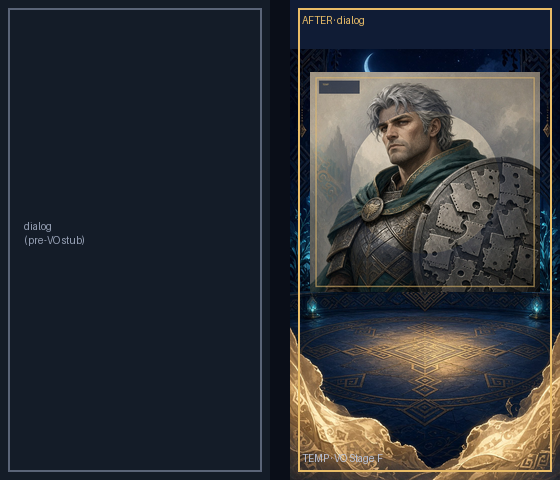 dialog
(pre-VO stub)
AFTER · dialog
TEMP · VO Stage F